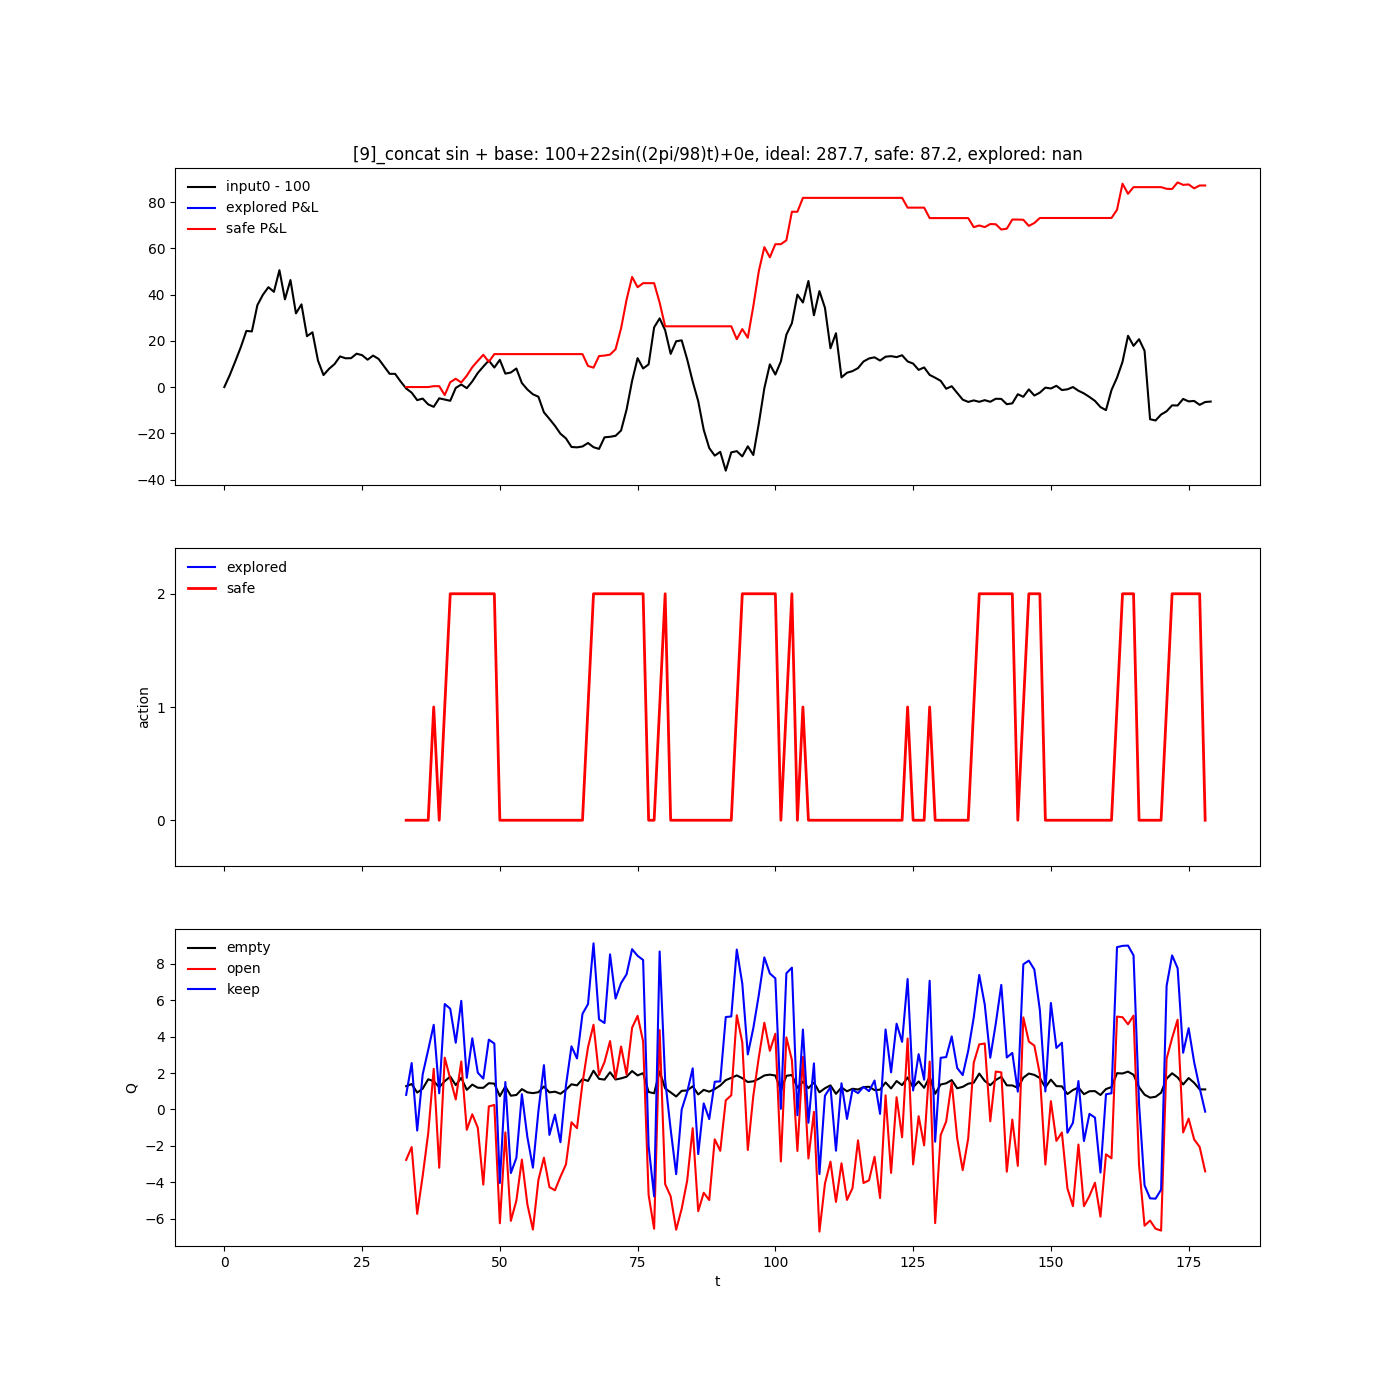 [9]_concat sin + base: 100+22sin((2pi/98)t)+0e, ideal: 287.7, safe: 87.2, explored: nan
input0 - 100
explored P&L
safe P&L
80
60
40
20
0
−20
−40
explored
safe
2
1
0
action
empty
open
keep
8
6
4
2
0
−2
−4
−6
Q
0 25 50 75 100 125 150 175
t